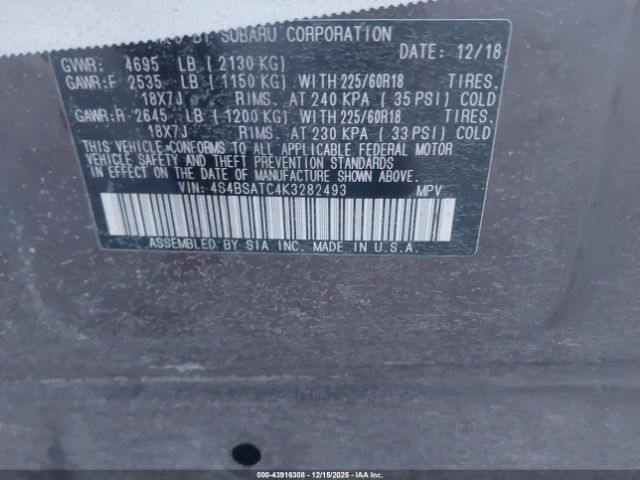 SUBARU CORPORATION
DATE: 12/18
GVWR: 4695 LB ( 2130 KG)
GAWR:F 2535 LB ( 1150 KG) WITH 225/60R18 TIRES.
18X7J RIMS. AT 240 KPA ( 35 PSI) COLD
GAWR:R 2645 LB ( 1200 KG) WITH 225/60R18 TIRES.
18X7J RIMS. AT 230 KPA ( 33 PSI) COLD
THIS VEHICLE CONFORMS TO ALL APPLICABLE FEDERAL MOTOR
VEHICLE SAFETY AND THEFT PREVENTION STANDARDS
IN EFFECT ON THE DATE OF MANUFACTURE SHOWN ABOVE.
VIN: 4S4BSATC4K3282493 MPV
ASSEMBLED BY SIA INC. MADE IN U.S.A.
000-43916308 - 12/15/2025 - IAAI.COM